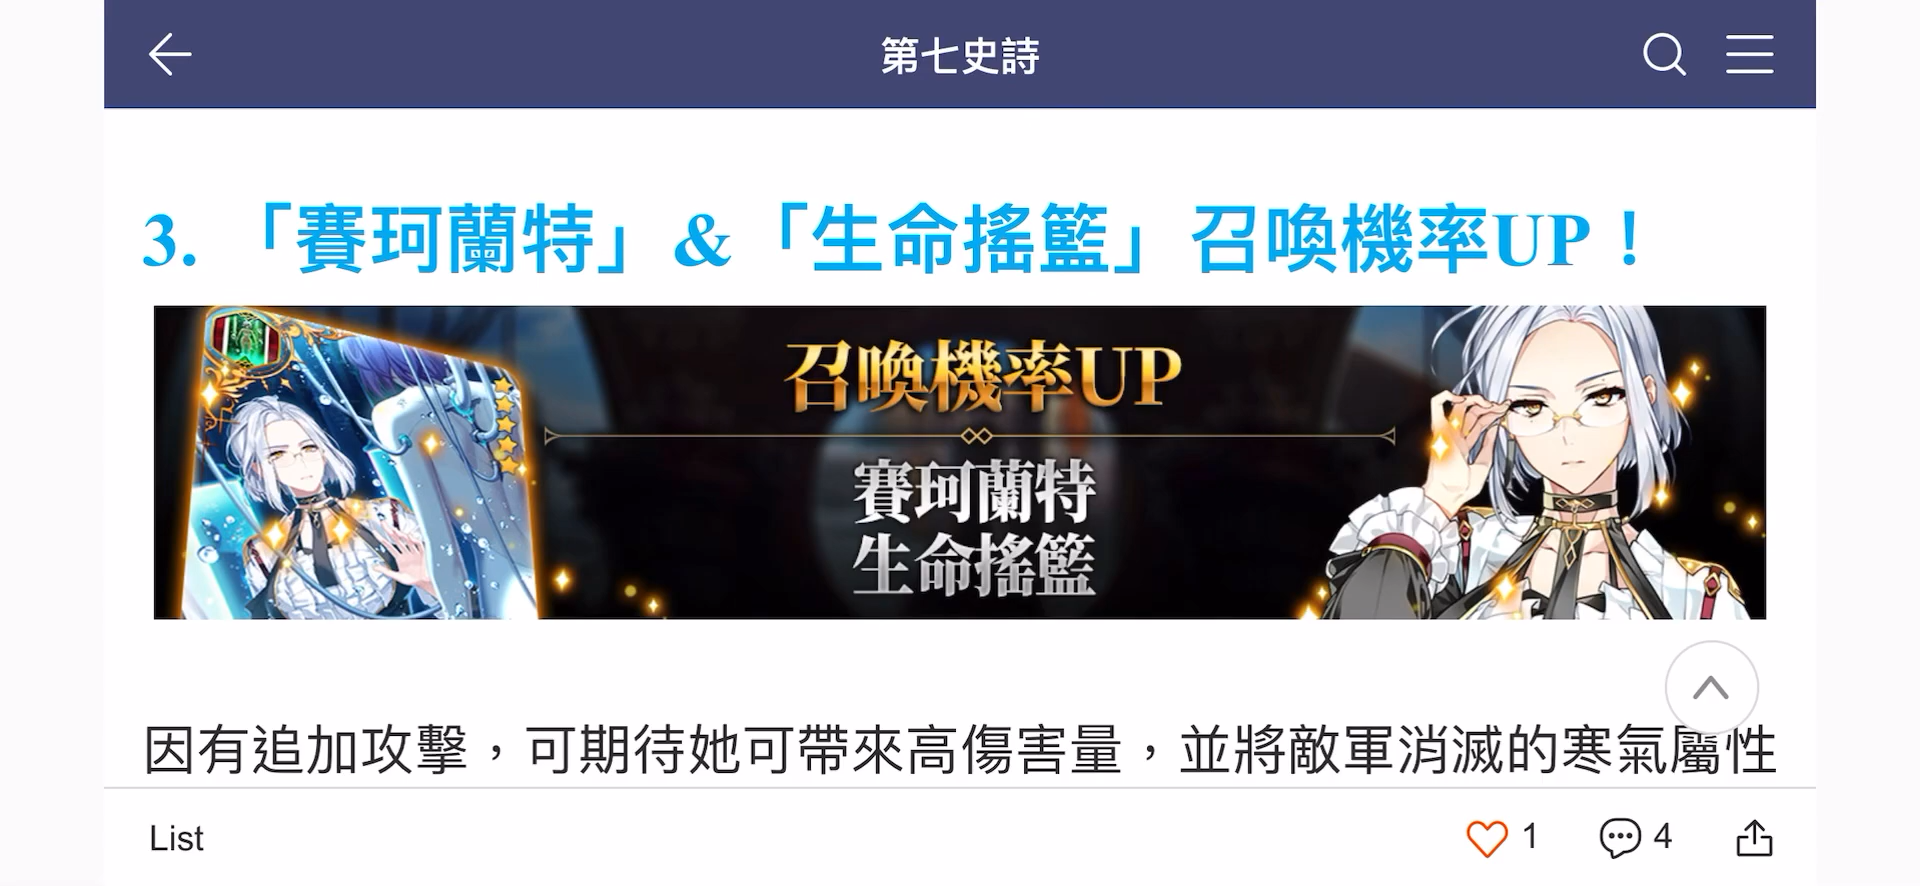 第七史詩
3. 「賽珂蘭特」&「生命搖籃」召喚機率UP！
召喚機率UP
賽珂蘭特
生命搖籃
因有追加攻擊，可期待她可帶來高傷害量，並將敵軍消滅的寒氣屬性
List
1
4